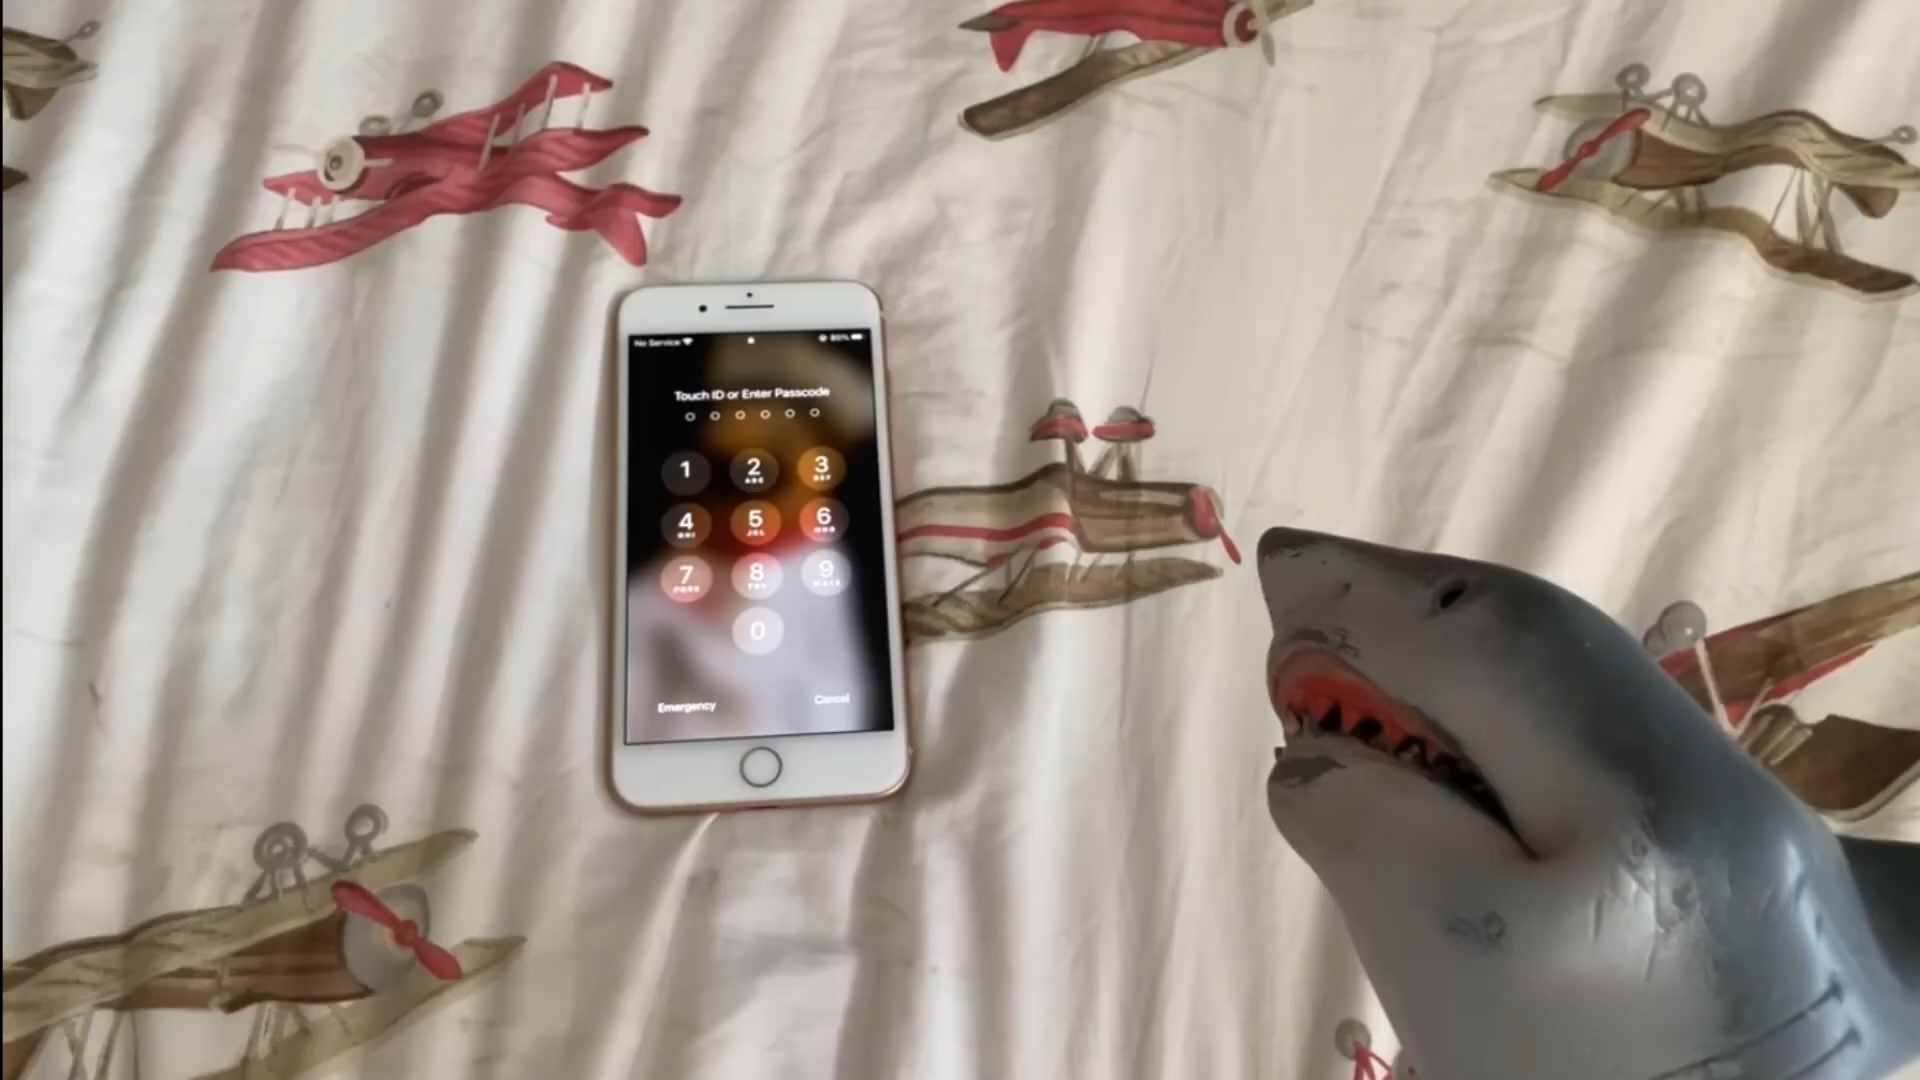 No Service 86%
Touch ID or Enter Passcode
1 2 3
ABC DEF
4 5 6
GHI JKL MNO
7 8 9
PQRS TUV WXYZ
0
Emergency Cancel